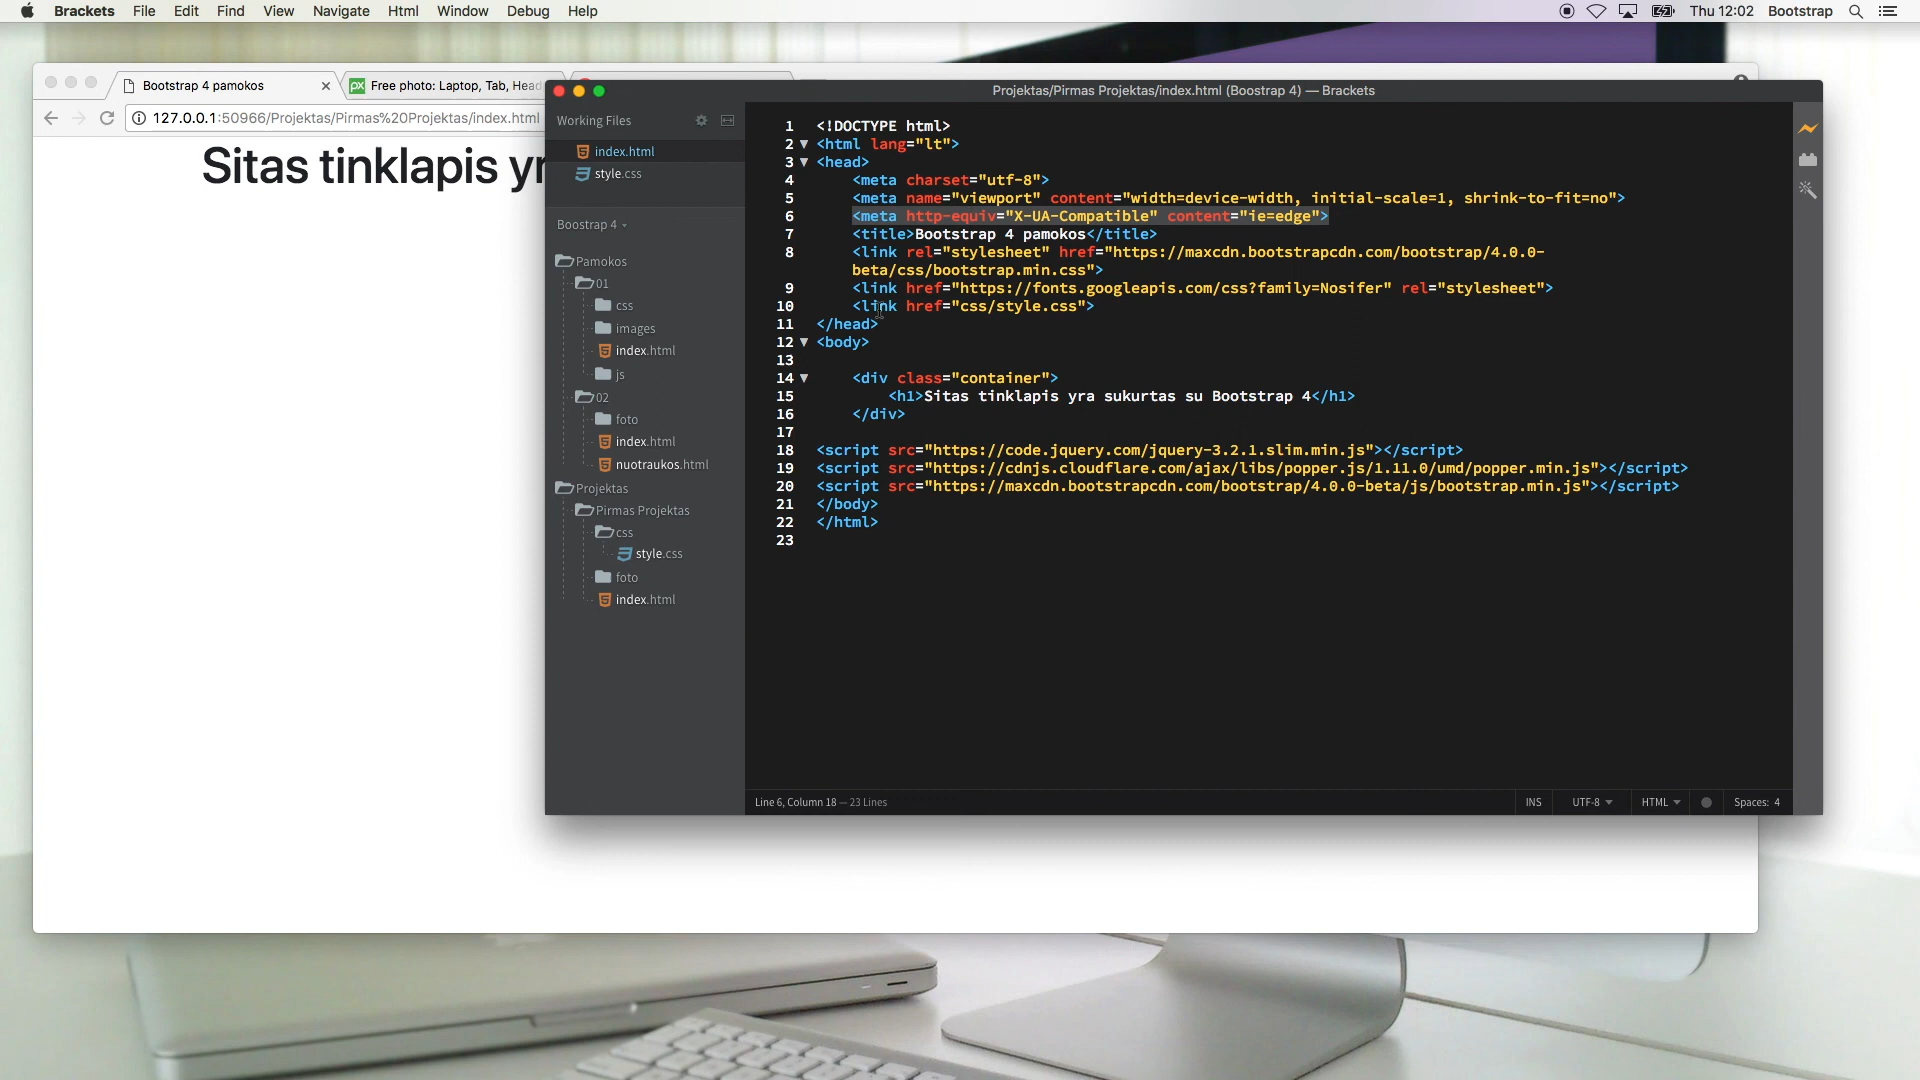 Brackets File Edit Find View Navigate Html Window Debug Help Thu 12:02 Bootstrap
Bootstrap 4 pamokos
Free photo: Laptop, Tab, Head
127.0.0.1:50966/Projektas/Pirmas%20Projektas/index.html
Sitas tinklapis yr
Projektas/Pirmas Projektas/index.html (Boostrap 4) — Brackets
Working Files
index.html
style.css
Boostrap 4
Pamokos
01
css
images
index.html
js
02
foto
index.html
nuotraukos.html
Projektas
Pirmas Projektas
css
style.css
foto
index.html
1 <!DOCTYPE html>
2 <html lang="lt">
3 <head>
4 <meta charset="utf-8">
5 <meta name="viewport" content="width=device-width, initial-scale=1, shrink-to-fit=no">
6 <meta http-equiv="X-UA-Compatible" content="ie=edge">
7 <title>Bootstrap 4 pamokos</title>
8 <link rel="stylesheet" href="https://maxcdn.bootstrapcdn.com/bootstrap/4.0.0-
beta/css/bootstrap.min.css">
9 <link href="https://fonts.googleapis.com/css?family=Nosifer" rel="stylesheet">
10 <link href="css/style.css">
11 </head>
12 <body>
13
14 <div class="container">
15 <h1>Sitas tinklapis yra sukurtas su Bootstrap 4</h1>
16 </div>
17
18 <script src="https://code.jquery.com/jquery-3.2.1.slim.min.js"></script>
19 <script src="https://cdnjs.cloudflare.com/ajax/libs/popper.js/1.11.0/umd/popper.min.js"></script>
20 <script src="https://maxcdn.bootstrapcdn.com/bootstrap/4.0.0-beta/js/bootstrap.min.js"></script>
21 </body>
22 </html>
23
Line 6, Column 18 — 23 Lines INS UTF-8 HTML Spaces: 4